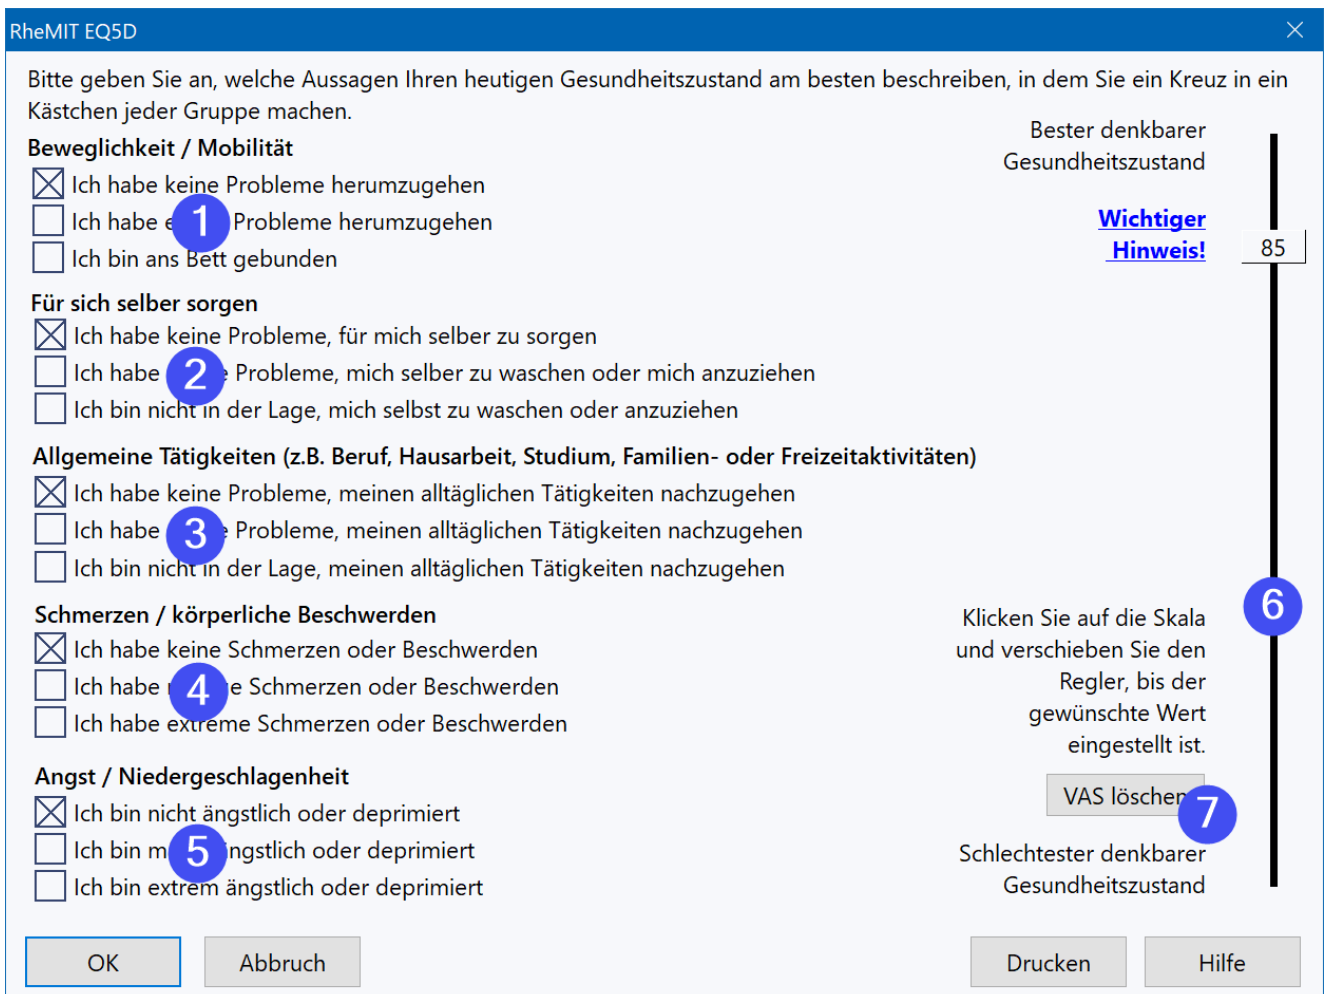 RheMIT EQ5D
Bitte geben Sie an, welche Aussagen Ihren heutigen Gesundheitszustand am besten beschreiben, in dem Sie ein Kreuz in ein
Kästchen jeder Gruppe machen.
Beweglichkeit / Mobilität
Ich habe keine Probleme herumzugehen
Ich habe Probleme herumzugehen
1
Ich bin ans Bett gebunden
Für sich selber sorgen
Ich habe keine Probleme, für mich selber zu sorgen
Ich habe Probleme, mich selber zu waschen oder mich anzuziehen
2
Ich bin nicht in der Lage, mich selbst zu waschen oder anzuziehen
Allgemeine Tätigkeiten (z.B. Beruf, Hausarbeit, Studium, Familien- oder Freizeitaktivitäten)
Ich habe keine Probleme, meinen alltäglichen Tätigkeiten nachzugehen
Ich habe Probleme, meinen alltäglichen Tätigkeiten nachzugehen
3
Ich bin nicht in der Lage, meinen alltäglichen Tätigkeiten nachzugehen
Schmerzen / körperliche Beschwerden
Ich habe keine Schmerzen oder Beschwerden
Ich habe Schmerzen oder Beschwerden
4
Ich habe extreme Schmerzen oder Beschwerden
Angst / Niedergeschlagenheit
Ich bin nicht ängstlich oder deprimiert
Ich bin ängstlich oder deprimiert
5
Ich bin extrem ängstlich oder deprimiert
Bester denkbarer
Gesundheitszustand
Wichtiger
Hinweis!
85
6
Klicken Sie auf die Skala
und verschieben Sie den
Regler, bis der
gewünschte Wert
eingestellt ist.
VAS löschen
7
Schlechtester denkbarer
Gesundheitszustand
OK
Abbruch
Drucken
Hilfe